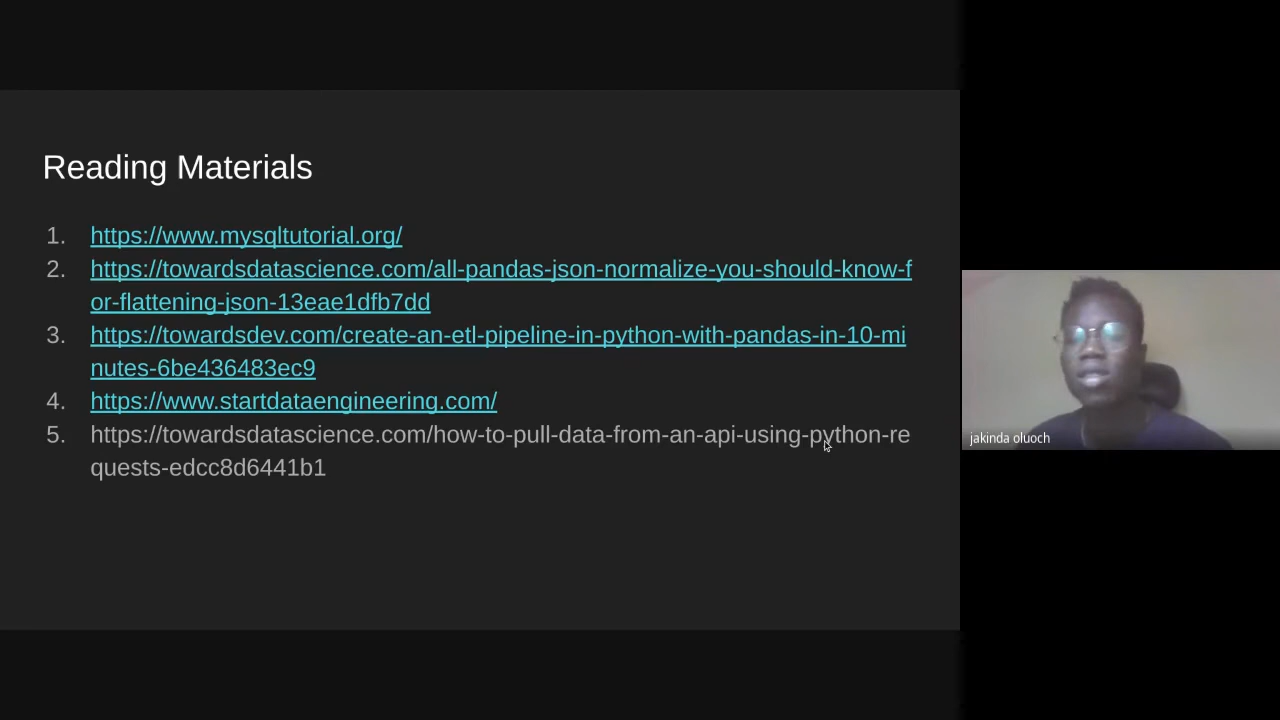 Reading Materials
1. https://www.mysqltutorial.org/
2. https://towardsdatascience.com/all-pandas-json-normalize-you-should-know-f
or-flattening-json-13eae1dfb7dd
3. https://towardsdev.com/create-an-etl-pipeline-in-python-with-pandas-in-10-mi
nutes-6be436483ec9
4. https://www.startdataengineering.com/
5. https://towardsdatascience.com/how-to-pull-data-from-an-api-using-python-re
quests-edcc8d6441b1
jakinda oluoch